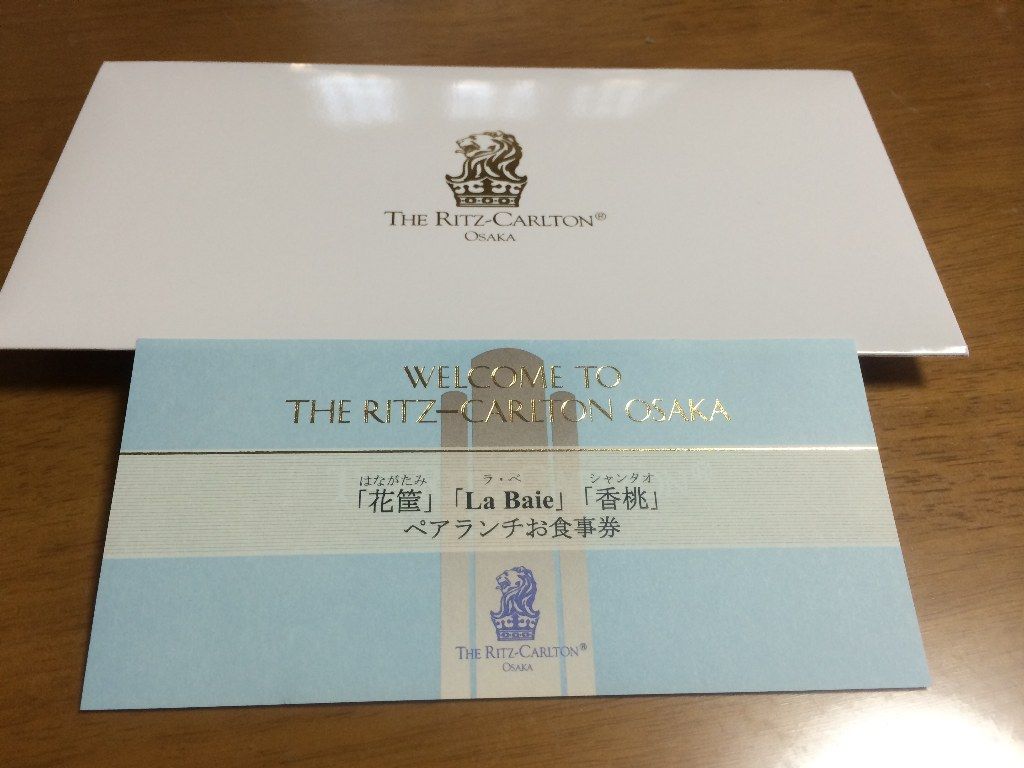 THE RITZ-CARLTON®
OSAKA
WELCOME TO
THE RITZ-CARLTON OSAKA
はながたみ ラ・ベ シャンタオ
「花筐」「La Baie」「香桃」
ペアランチお食事券
THE RITZ-CARLTON®
OSAKA